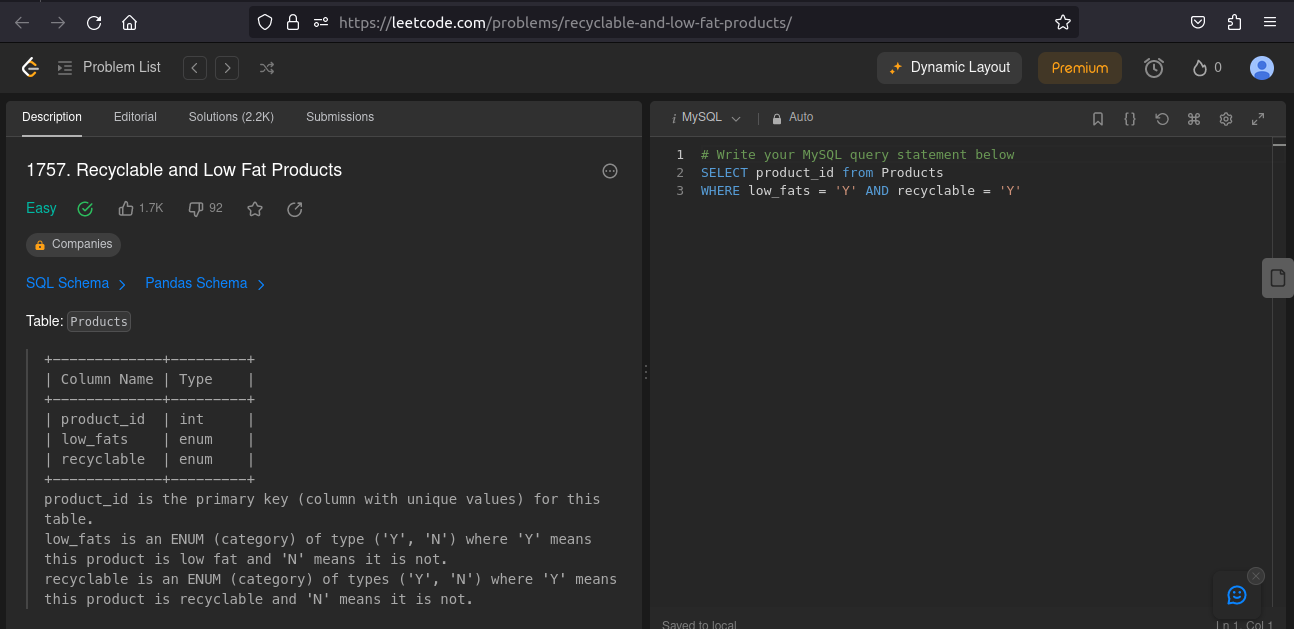 https://leetcode.com/problems/recyclable-and-low-fat-products/
Problem List
Dynamic Layout
Premium
0
Description Editorial Solutions (2.2K) Submissions
1757. Recyclable and Low Fat Products
Easy 1.7K 92
Companies
SQL Schema Pandas Schema
Table: Products
+-------------+---------+
| Column Name | Type    |
+-------------+---------+
| product_id  | int     |
| low_fats    | enum    |
| recyclable  | enum    |
+-------------+---------+
product_id is the primary key (column with unique values) for this
table.
low_fats is an ENUM (category) of type ('Y', 'N') where 'Y' means
this product is low fat and 'N' means it is not.
recyclable is an ENUM (category) of types ('Y', 'N') where 'Y' means
this product is recyclable and 'N' means it is not.
i MySQL Auto
1 # Write your MySQL query statement below
2 SELECT product_id from Products
3 WHERE low_fats = 'Y' AND recyclable = 'Y'
Saved to local
Ln 1, Col 1